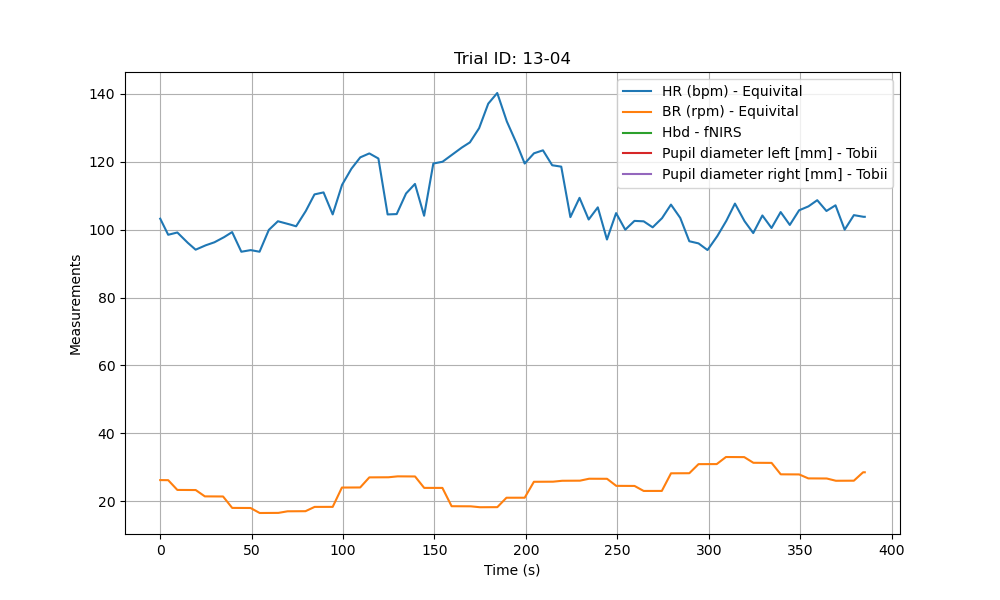 Trial ID: 13-04
HR (bpm) - Equivital
BR (rpm) - Equivital
Hbd - fNIRS
Pupil diameter left [mm] - Tobii
Pupil diameter right [mm] - Tobii
Measurements
140
120
100
80
60
40
20
0 50 100 150 200 250 300 350 400
Time (s)